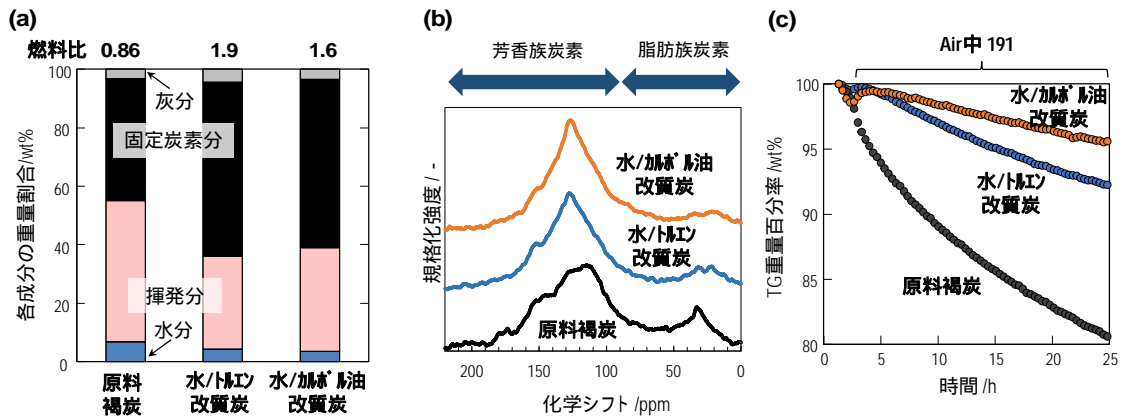 (a)
燃料比 0.86 1.9 1.6
100
80
60
40
20
0
各成分の重量割合/wt%
灰分
固定炭素分
揮発分
水分
原料
褐炭
水/トルエン
改質炭
水/カルボル油
改質炭
(b)
芳香族炭素
脂肪族炭素
規格化強度 / -
水/カルボル油
改質炭
水/トルエン
改質炭
原料褐炭
200 150 100 50 0
化学シフト /ppm
(c)
Air中 191
100
95
90
85
80
TG重量百分率 /wt%
水/カルボル油
改質炭
水/トルエン
改質炭
原料褐炭
0 5 10 15 20 25
時間 /h